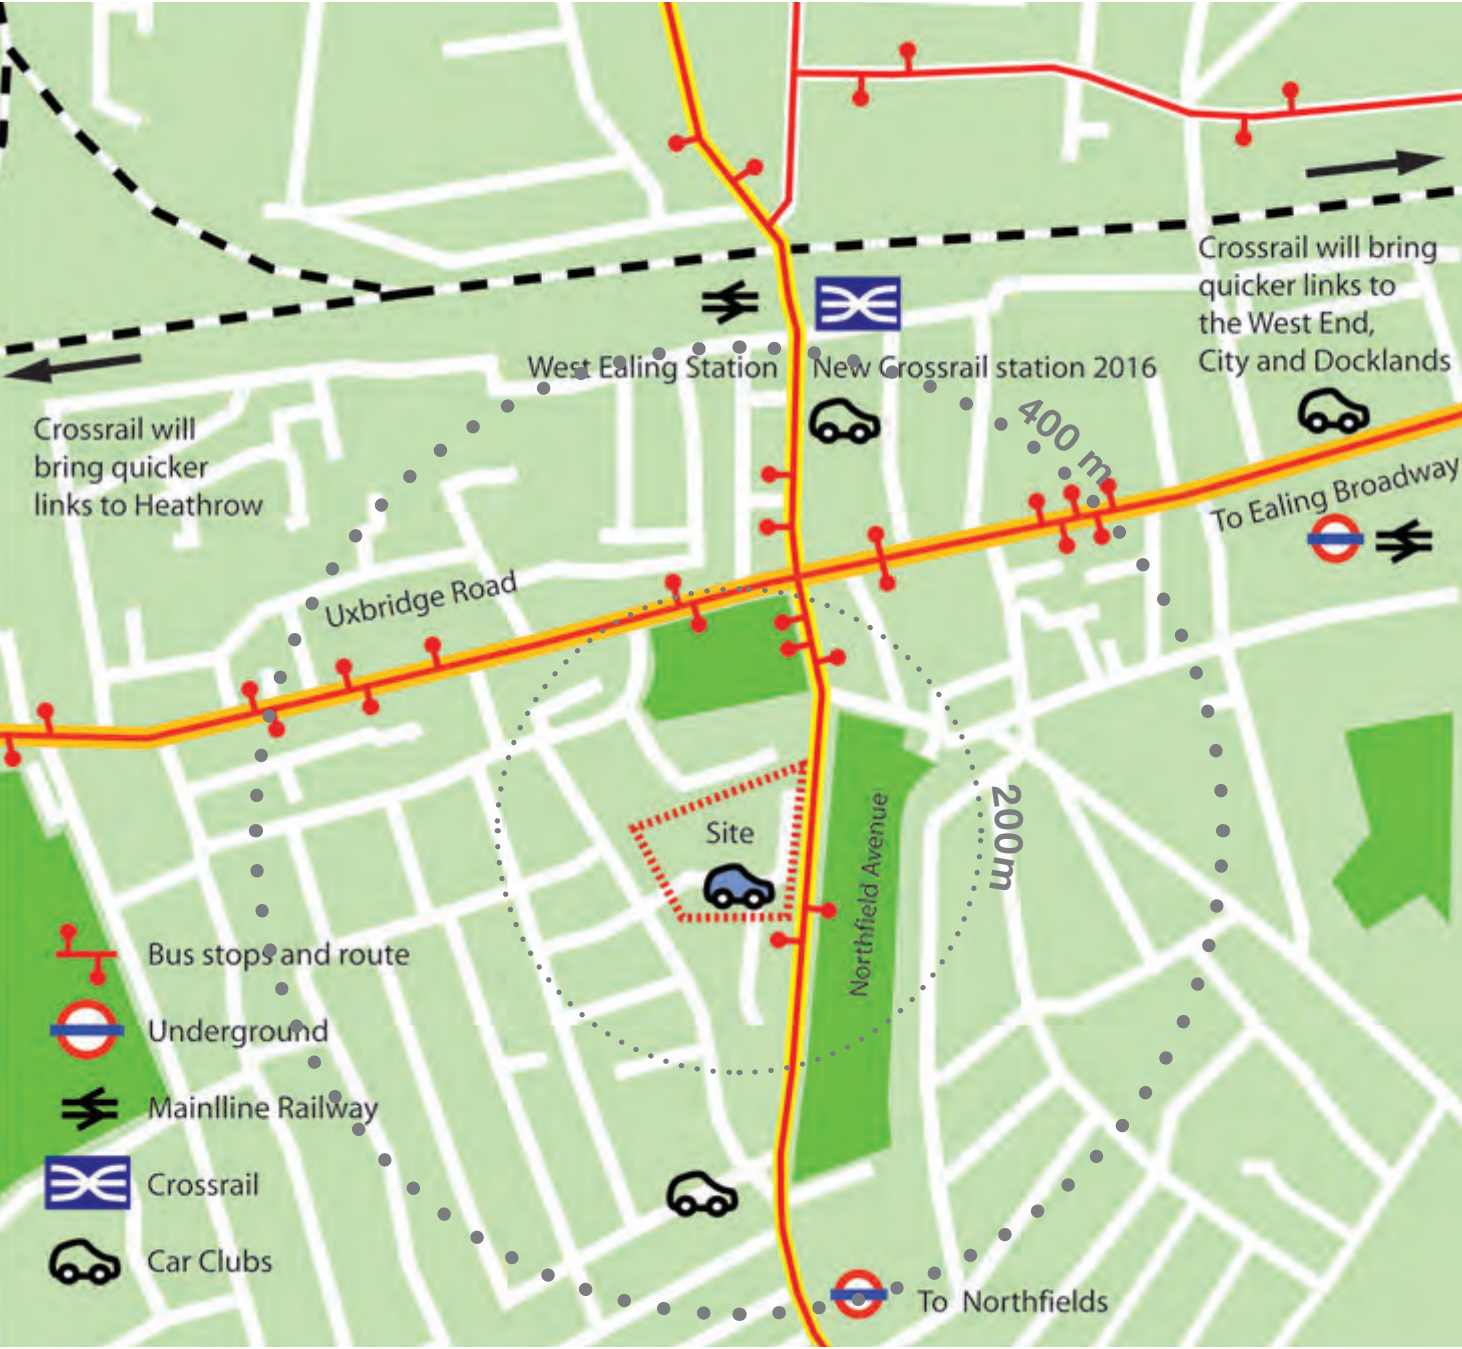 Crossrail will bring
quicker links to
the West End,
City and Docklands
West Ealing Station
New Crossrail station 2016
Crossrail will
bring quicker
links to Heathrow
400 m
To Ealing Broadway
Uxbridge Road
Site
200m
Northfield Avenue
Bus stops and route
Underground
Mainlline Railway
Crossrail
Car Clubs
To Northfields